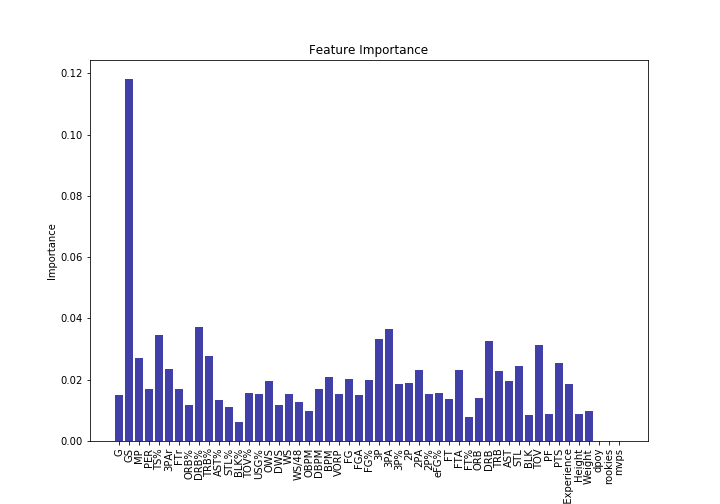 Feature Importance
0.12
0.10
0.08
0.06
0.04
0.02
0.00
Importance
G
GS
MP
PER
TS%
3PAr
FTr
ORB%
DRB%
TRB%
AST%
STL%
BLK%
TOV%
USG%
OWS
DWS
WS
WS/48
OBPM
DBPM
BPM
VORP
FG
FGA
FG%
3P
3PA
3P%
2P
2PA
2P%
eFG%
FT
FTA
FT%
ORB
DRB
TRB
AST
STL
BLK
TOV
PF
PTS
Experience
Height
Weight
dpoy
rookies
mvps